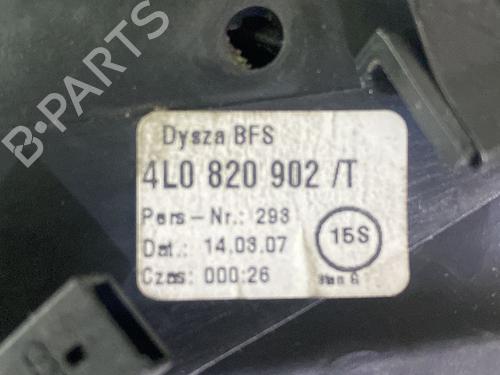 B-PARTS
Dysza BFS
4L0 820 902 /T
Pers-Nr.: 293
Dat.: 14.03.07
15S
Czas: 000:26